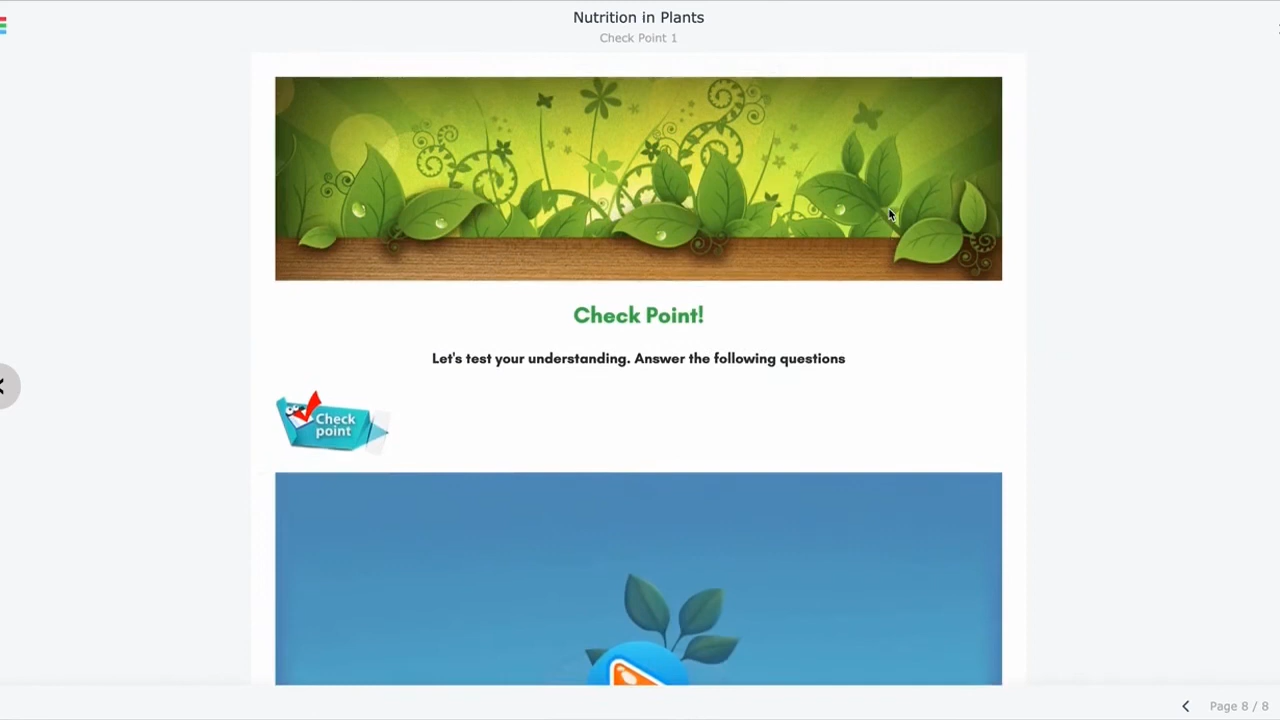 Nutrition in Plants
Check Point 1
Check Point!
Let's test your understanding. Answer the following questions
Check
point
Page 8 / 8